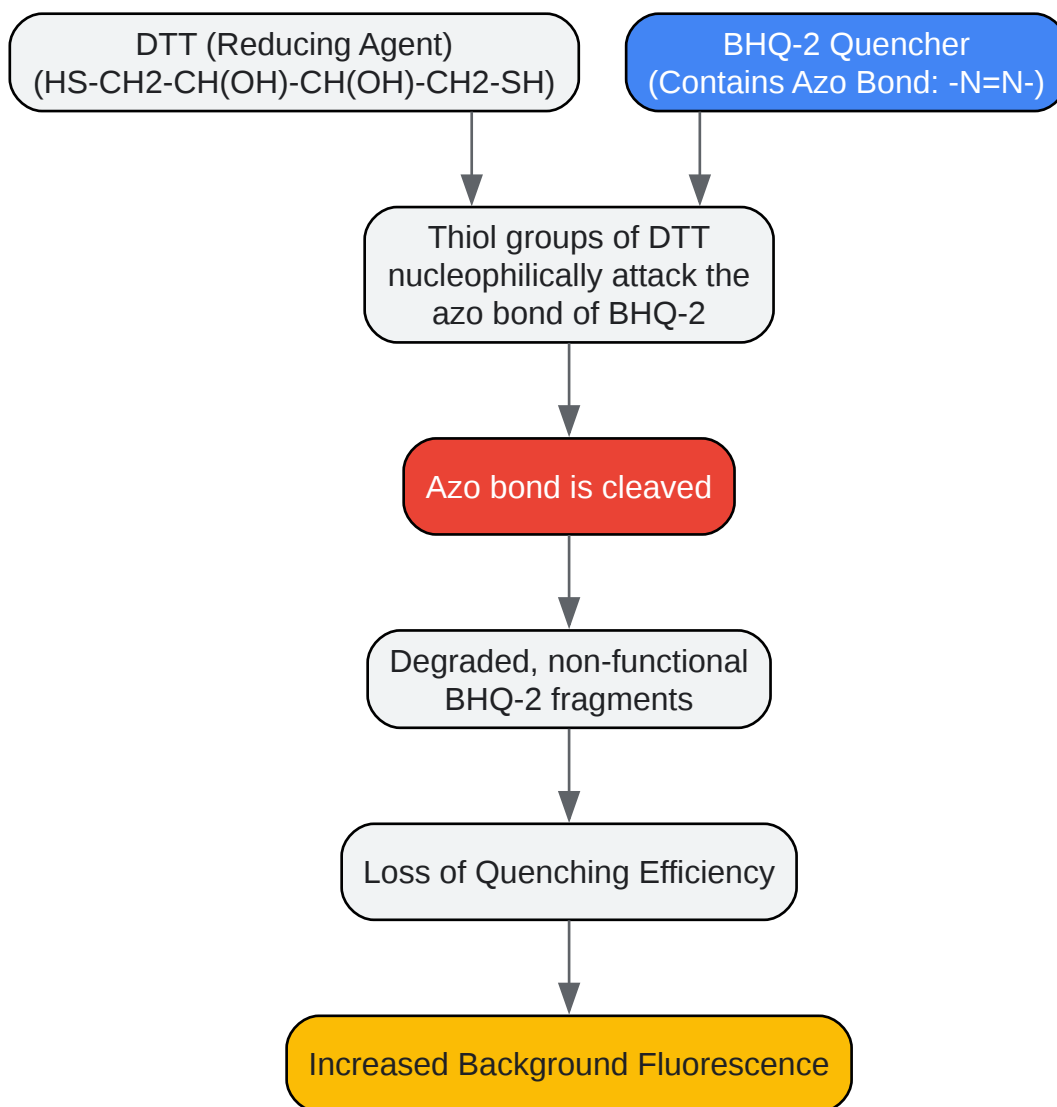 DTT (Reducing Agent)
(HS-CH2-CH(OH)-CH(OH)-CH2-SH)
BHQ-2 Quencher
(Contains Azo Bond: -N=N-)
Thiol groups of DTT
nucleophilically attack the
azo bond of BHQ-2
Azo bond is cleaved
Degraded, non-functional
BHQ-2 fragments
Loss of Quenching Efficiency
Increased Background Fluorescence